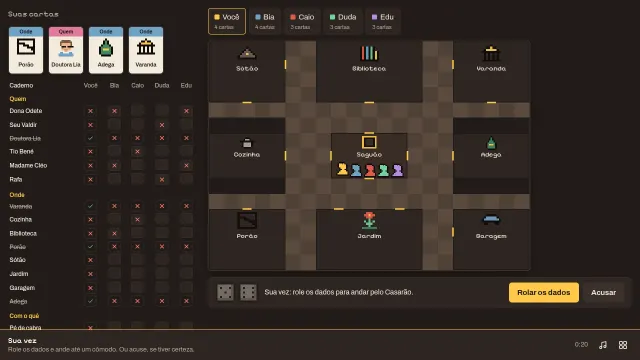 Suas cartas
Onde
Porão
Quem
Doutora Lia
Onde
Adega
Onde
Varanda
Caderno Você Bia Caio Duda Edu
Quem
Dona Odete
Seu Valdir
Doutora Lia
Tio Bené
Madame Cléo
Rafa
Onde
Varanda
Cozinha
Biblioteca
Porão
Sótão
Jardim
Garagem
Adega
Com o quê
Pé de cabra
Você
4 cartas
Bia
4 cartas
Caio
3 cartas
Duda
3 cartas
Edu
3 cartas
Sótão
Biblioteca
Varanda
Cozinha
Saguão
Adega
Porão
Jardim
Garagem
Sua vez: role os dados para andar pelo Casarão.
Rolar os dados
Acusar
Sua vez
Role os dados e ande até um cômodo. Ou acuse, se tiver certeza.
0:20